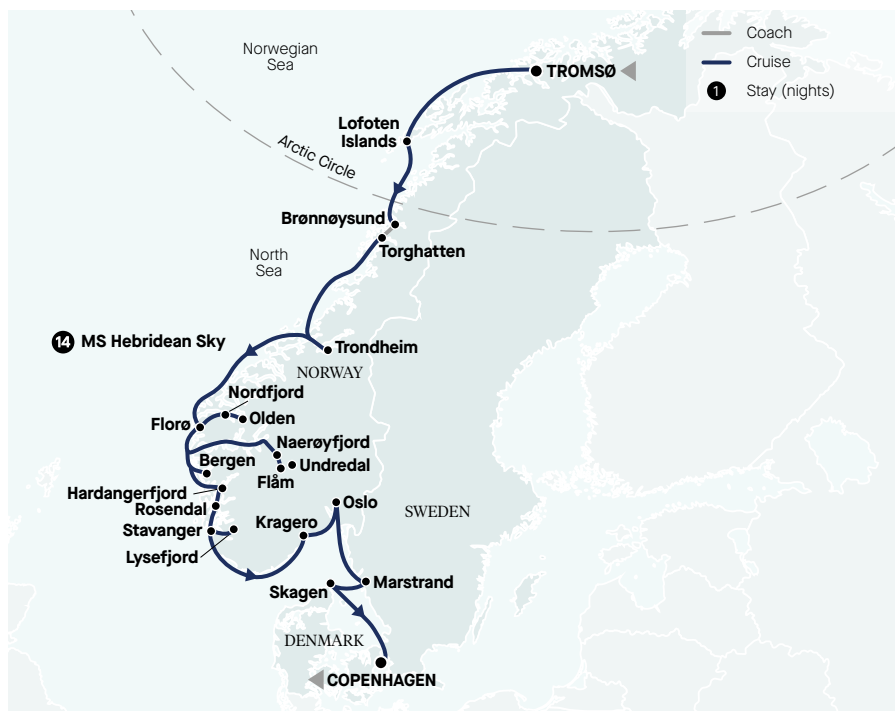 Norwegian
Sea
Coach
Cruise
1 Stay (nights)
TROMSØ
Lofoten
Islands
Arctic Circle
Brønnøysund
Torghatten
North
Sea
14 MS Hebridean Sky
Trondheim
NORWAY
Nordfjord
Olden
Florø
Naerøyfjord
Bergen
Undredal
Flåm
Hardangerfjord
Rosendal
Oslo
SWEDEN
Stavanger
Kragero
Lysefjord
Skagen
Marstrand
DENMARK
COPENHAGEN